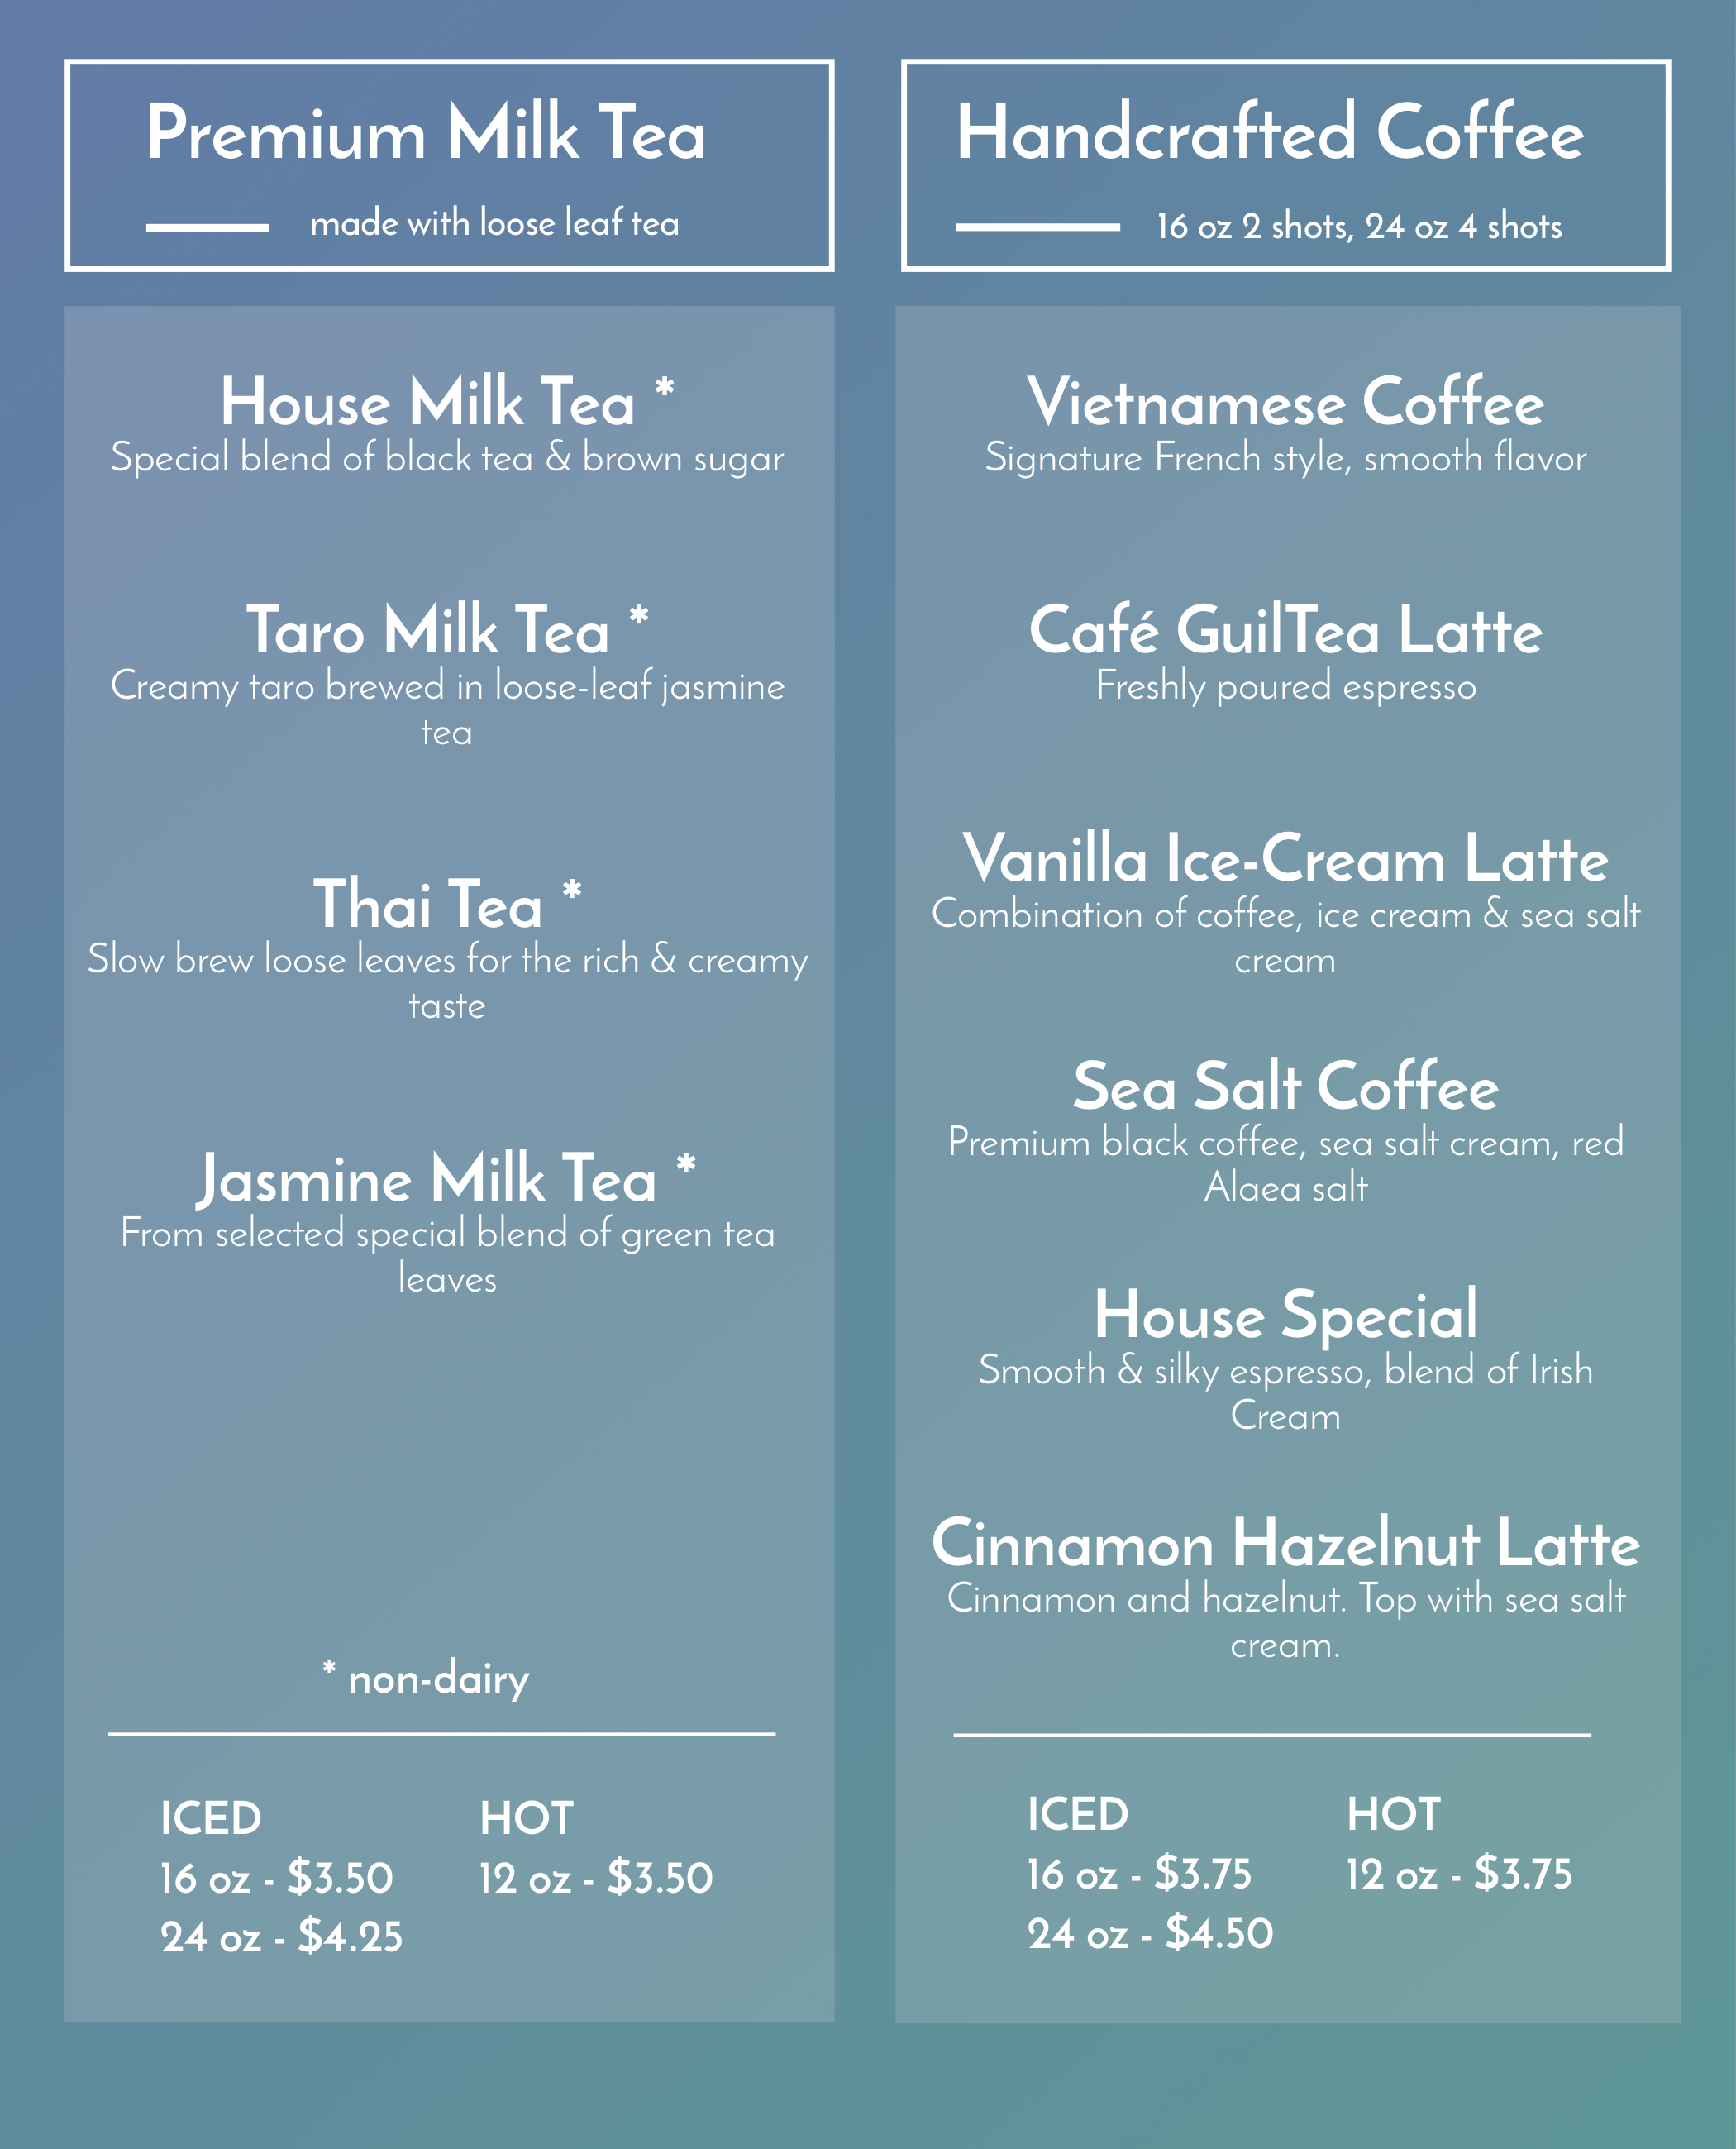 Premium Milk Tea
made with loose leaf tea
House Milk Tea *
Special blend of black tea & brown sugar
Taro Milk Tea *
Creamy taro brewed in loose-leaf jasmine
tea
Thai Tea *
Slow brew loose leaves for the rich & creamy
taste
Jasmine Milk Tea *
From selected special blend of green tea
leaves
* non-dairy
ICED
16 oz - $3.50
24 oz - $4.25
HOT
12 oz - $3.50
Handcrafted Coffee
16 oz 2 shots, 24 oz 4 shots
Vietnamese Coffee
Signature French style, smooth flavor
Café GuilTea Latte
Freshly poured espresso
Vanilla Ice-Cream Latte
Combination of coffee, ice cream & sea salt
cream
Sea Salt Coffee
Premium black coffee, sea salt cream, red
Alaea salt
House Special
Smooth & silky espresso, blend of Irish
Cream
Cinnamon Hazelnut Latte
Cinnamon and hazelnut. Top with sea salt
cream.
ICED
16 oz - $3.75
24 oz - $4.50
HOT
12 oz - $3.75